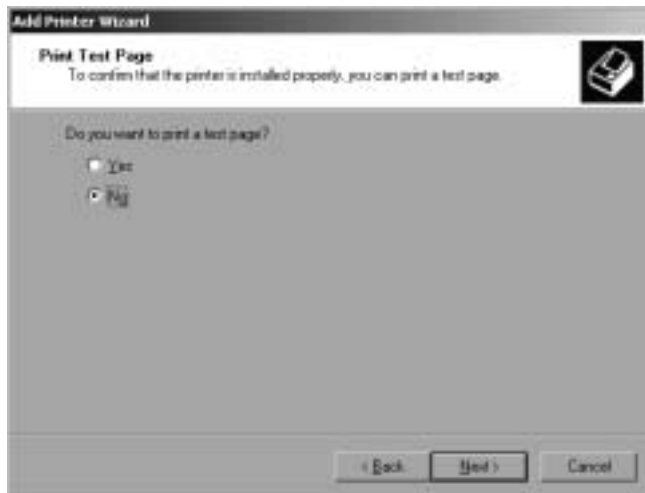 Add Printer Wizard
Print Test Page
To confirm that the printer is installed properly, you can print a test page.
Do you want to print a test page?
Yes
No
< Back
Next >
Cancel